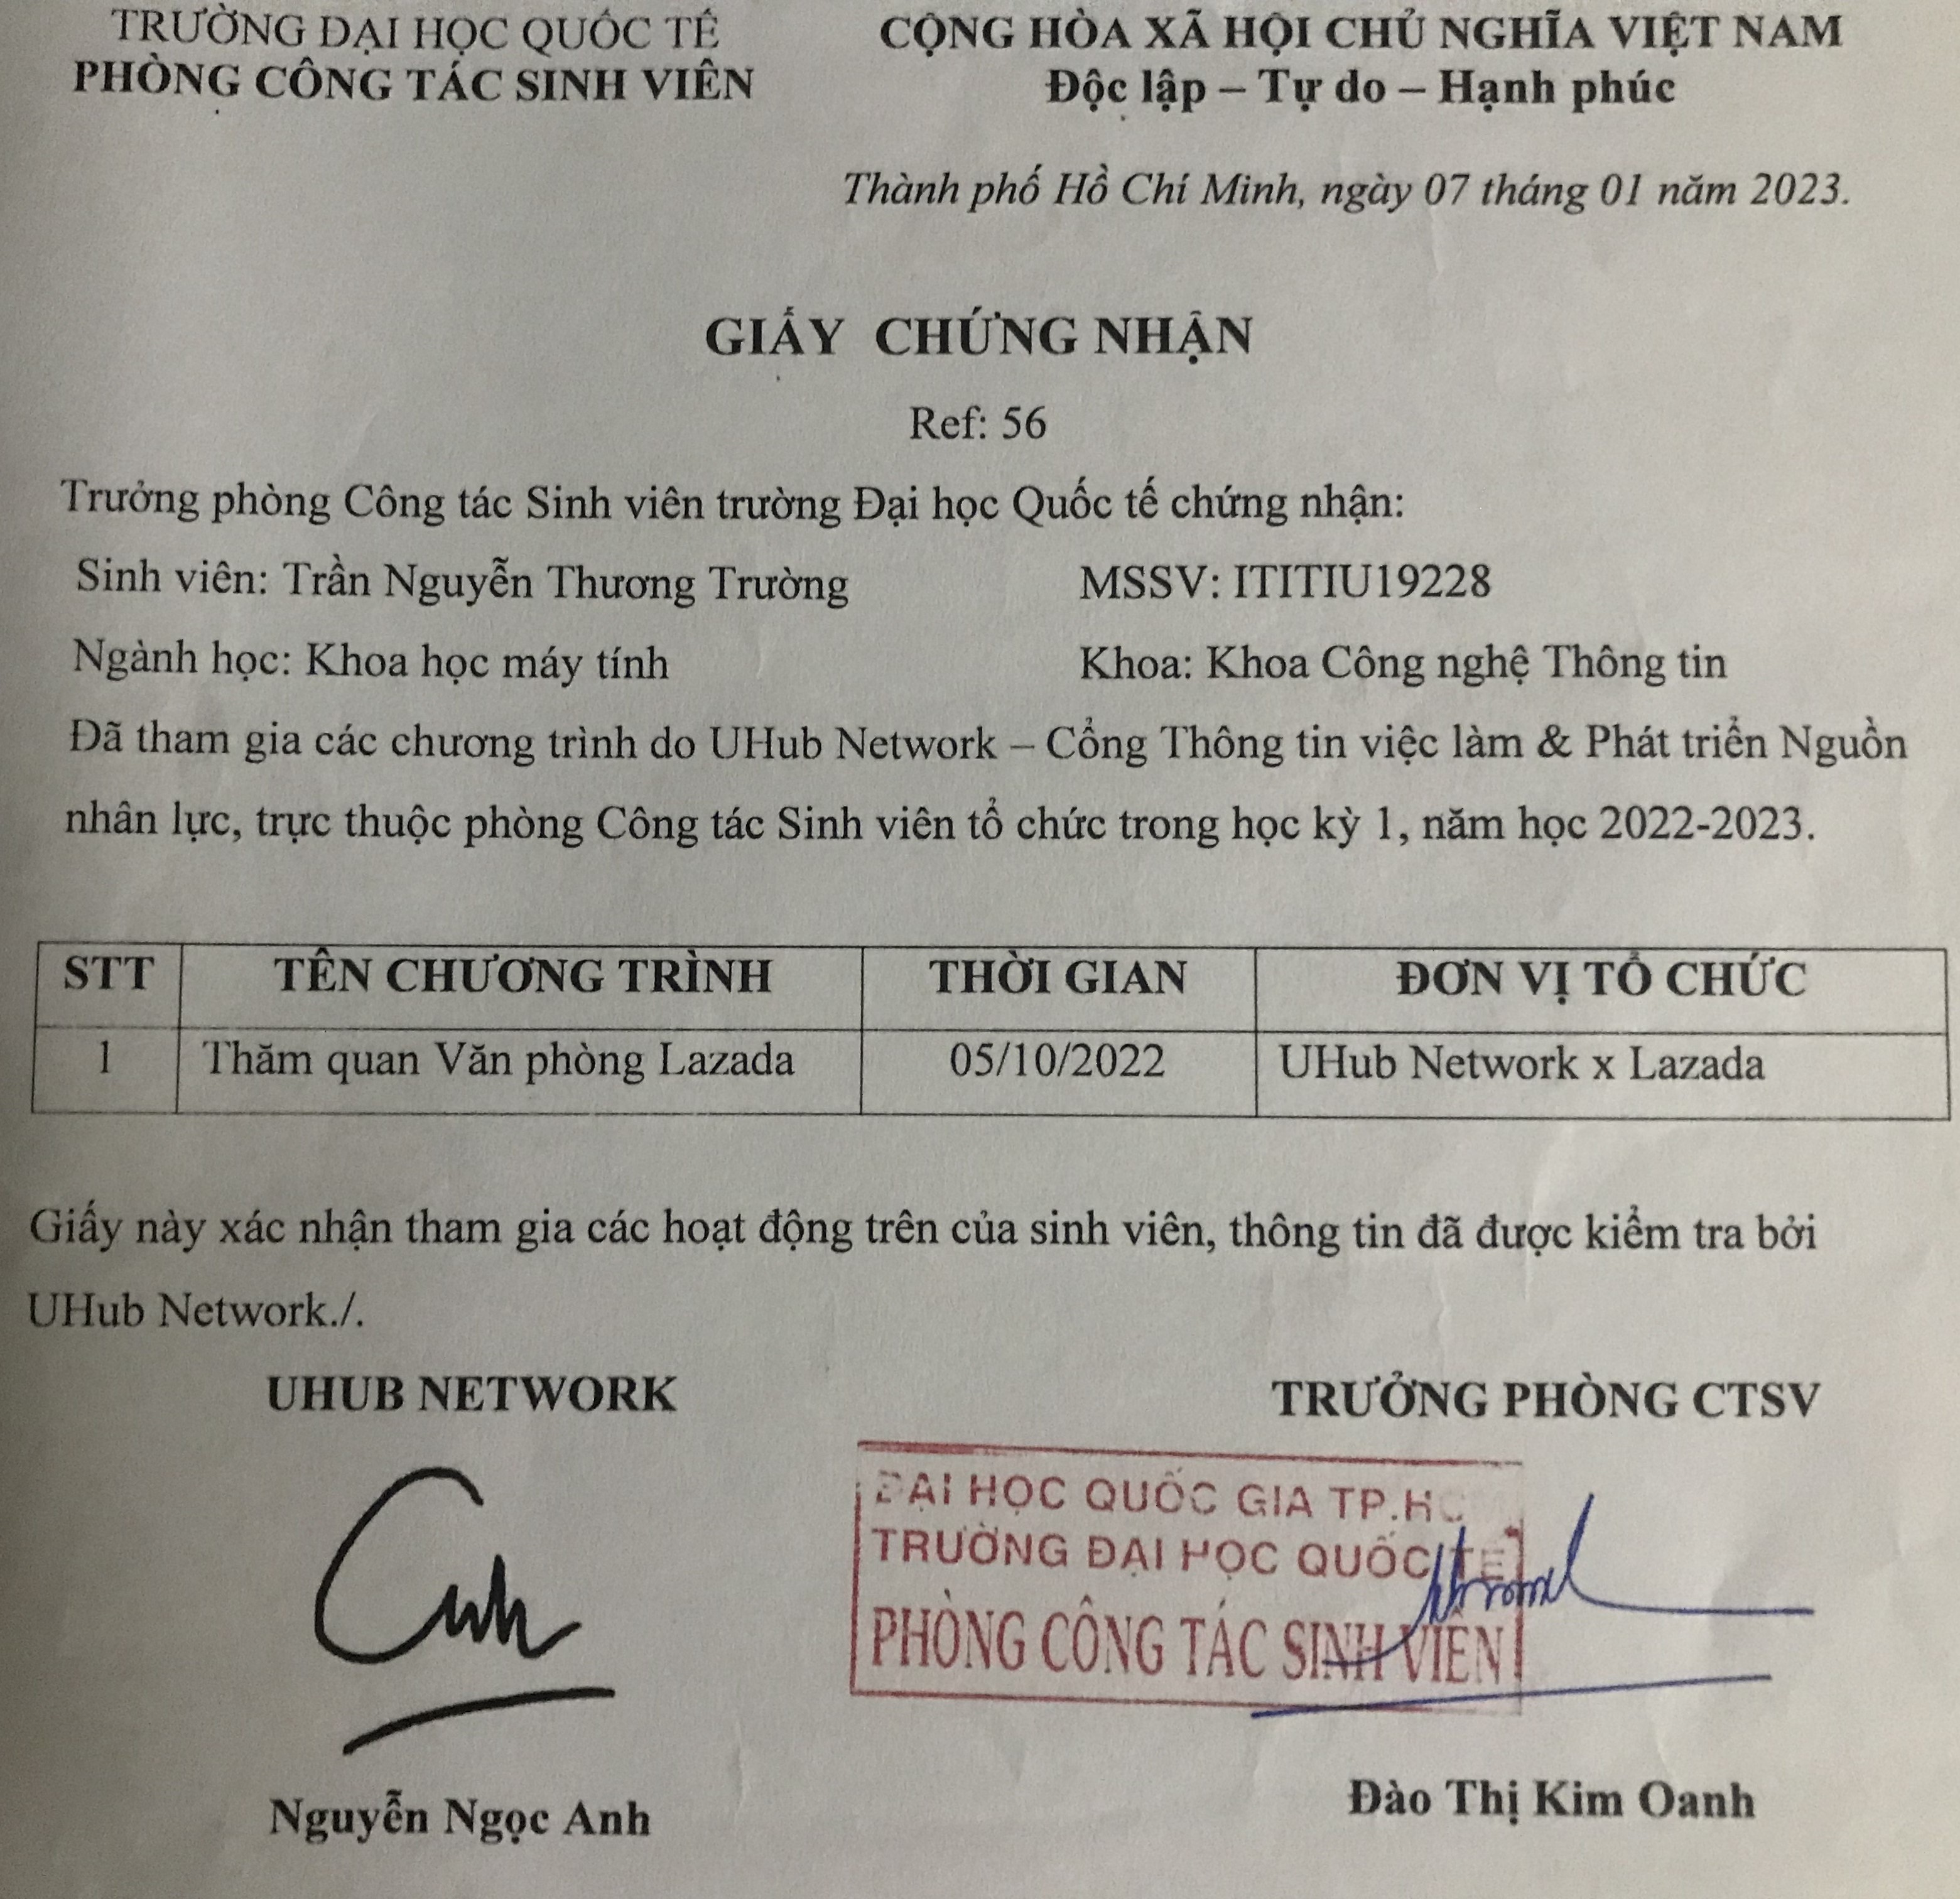 TRƯỜNG ĐẠI HỌC QUỐC TẾ
PHÒNG CÔNG TÁC SINH VIÊN
CỘNG HÒA XÃ HỘI CHỦ NGHĨA VIỆT NAM
Độc lập – Tự do – Hạnh phúc
Thành phố Hồ Chí Minh, ngày 07 tháng 01 năm 2023.
GIẤY CHỨNG NHẬN
Ref: 56
Trưởng phòng Công tác Sinh viên trường Đại học Quốc tế chứng nhận:
Sinh viên: Trần Nguyễn Thương Trường MSSV: ITITIU19228
Ngành học: Khoa học máy tính Khoa: Khoa Công nghệ Thông tin
Đã tham gia các chương trình do UHub Network – Cổng Thông tin việc làm & Phát triển Nguồn
nhân lực, trực thuộc phòng Công tác Sinh viên tổ chức trong học kỳ 1, năm học 2022-2023.
STT TÊN CHƯƠNG TRÌNH THỜI GIAN ĐƠN VỊ TỔ CHỨC
1 Thăm quan Văn phòng Lazada 05/10/2022 UHub Network x Lazada
Giấy này xác nhận tham gia các hoạt động trên của sinh viên, thông tin đã được kiểm tra bởi
UHub Network./.
UHUB NETWORK
TRƯỞNG PHÒNG CTSV
Anh
ĐẠI HỌC QUỐC GIA TP.HCM
TRƯỜNG ĐẠI HỌC QUỐC TẾ
PHÒNG CÔNG TÁC SINH VIÊN
Nguyễn Ngọc Anh
Đào Thị Kim Oanh